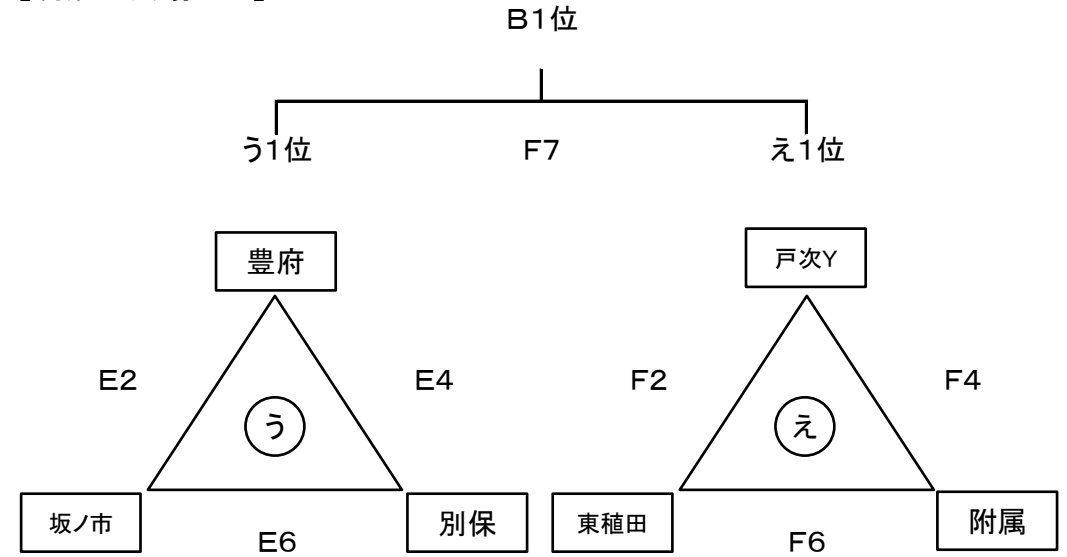 B1位
う1位 F7 え1位
豊府 戸次Y
E2 E4 F2 F4
う え
坂ノ市 別保 東稙田 附属
E6 F6